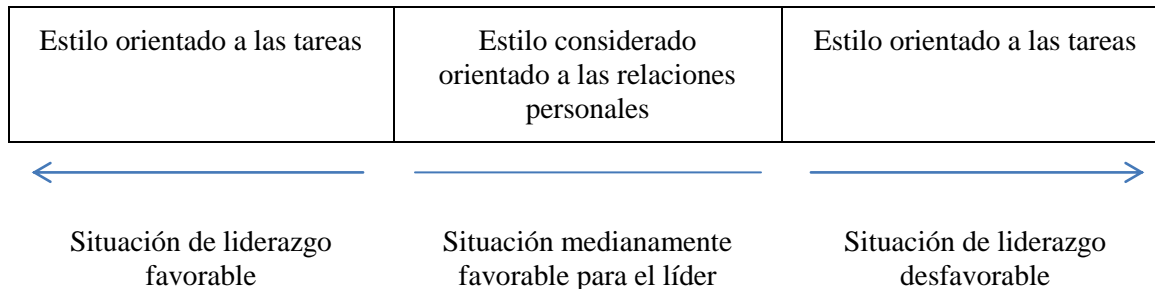 Estilo orientado a las tareas
Estilo considerado
orientado a las relaciones
personales
Estilo orientado a las tareas
Situación de liderazgo
favorable
Situación medianamente
favorable para el líder
Situación de liderazgo
desfavorable